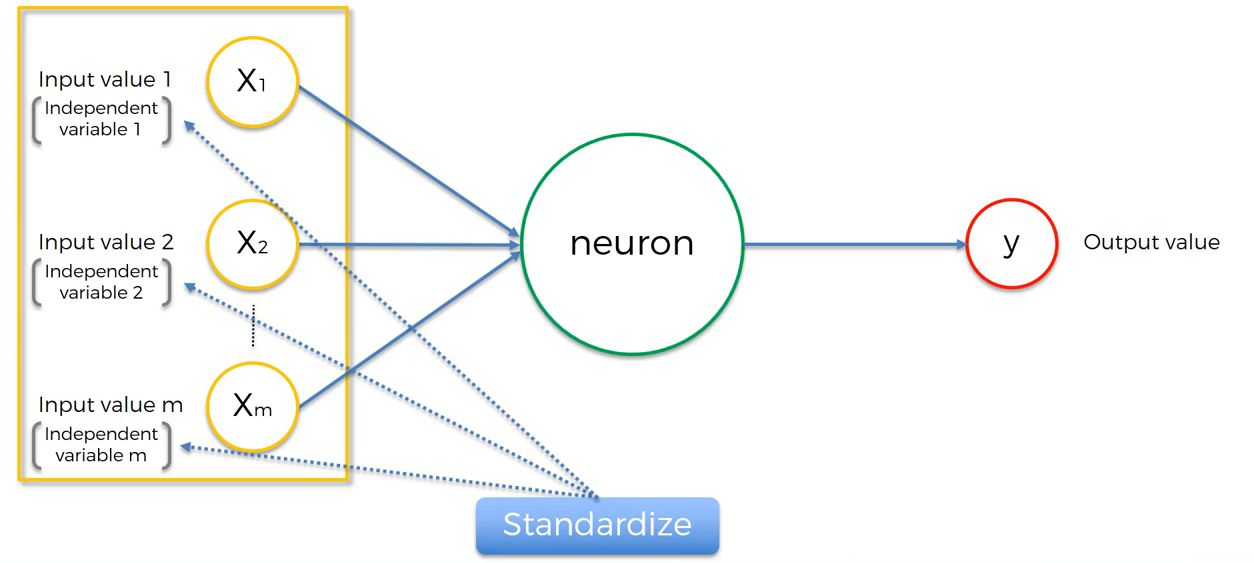 Input value 1
X1
Independent
variable 1
Input value 2
X2
Independent
variable 2
Input value m
Xm
Independent
variable m
neuron
y
Output value
Standardize